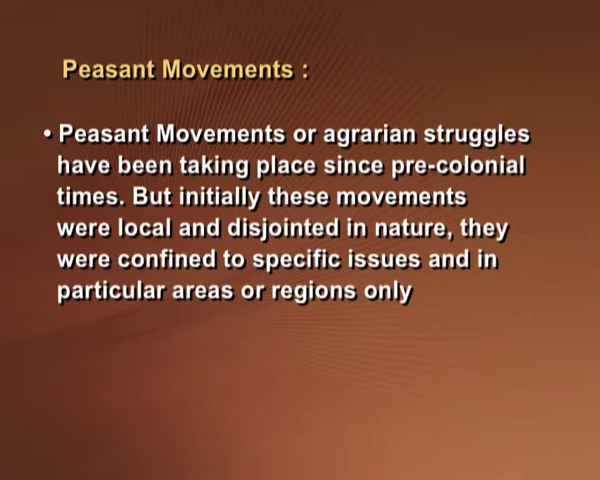 Peasant Movements :
• Peasant Movements or agrarian struggles
have been taking place since pre-colonial
times. But initially these movements
were local and disjointed in nature, they
were confined to specific issues and in
particular areas or regions only